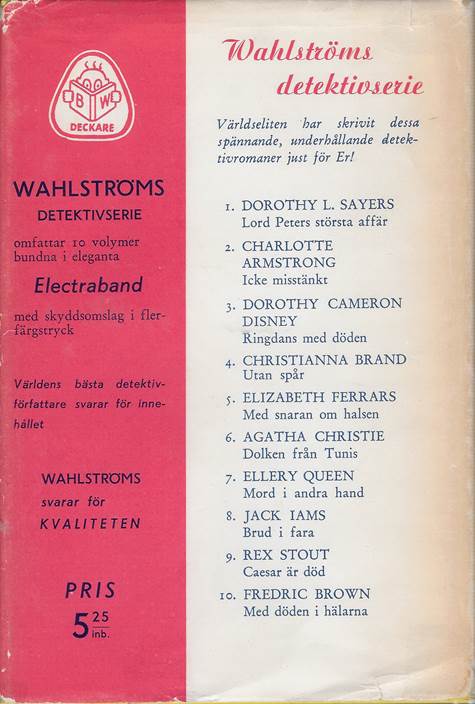 B W
DECKARE
WAHLSTRÖMS
DETEKTIVSERIE
omfattar 10 volymer
bundna i eleganta
Electraband
med skyddsomslag i fler-
färgstryck
Världens bästa detektiv-
författare svarar för inne-
hållet
WAHLSTRÖMS
svarar för
KVALITETEN
PRIS
5 25
inb.
Wahlströms
detektivserie
Världseliten har skrivit dessa
spännande, underhållande detek-
tivromaner just för Er!
1. DOROTHY L. SAYERS
Lord Peters största affär
2. CHARLOTTE
ARMSTRONG
Icke misstänkt
3. DOROTHY CAMERON
DISNEY
Ringdans med döden
4. CHRISTIANNA BRAND
Utan spår
5. ELIZABETH FERRARS
Med snaran om halsen
6. AGATHA CHRISTIE
Dolken från Tunis
7. ELLERY QUEEN
Mord i andra hand
8. JACK IAMS
Brud i fara
9. REX STOUT
Caesar är död
10. FREDRIC BROWN
Med döden i hälarna